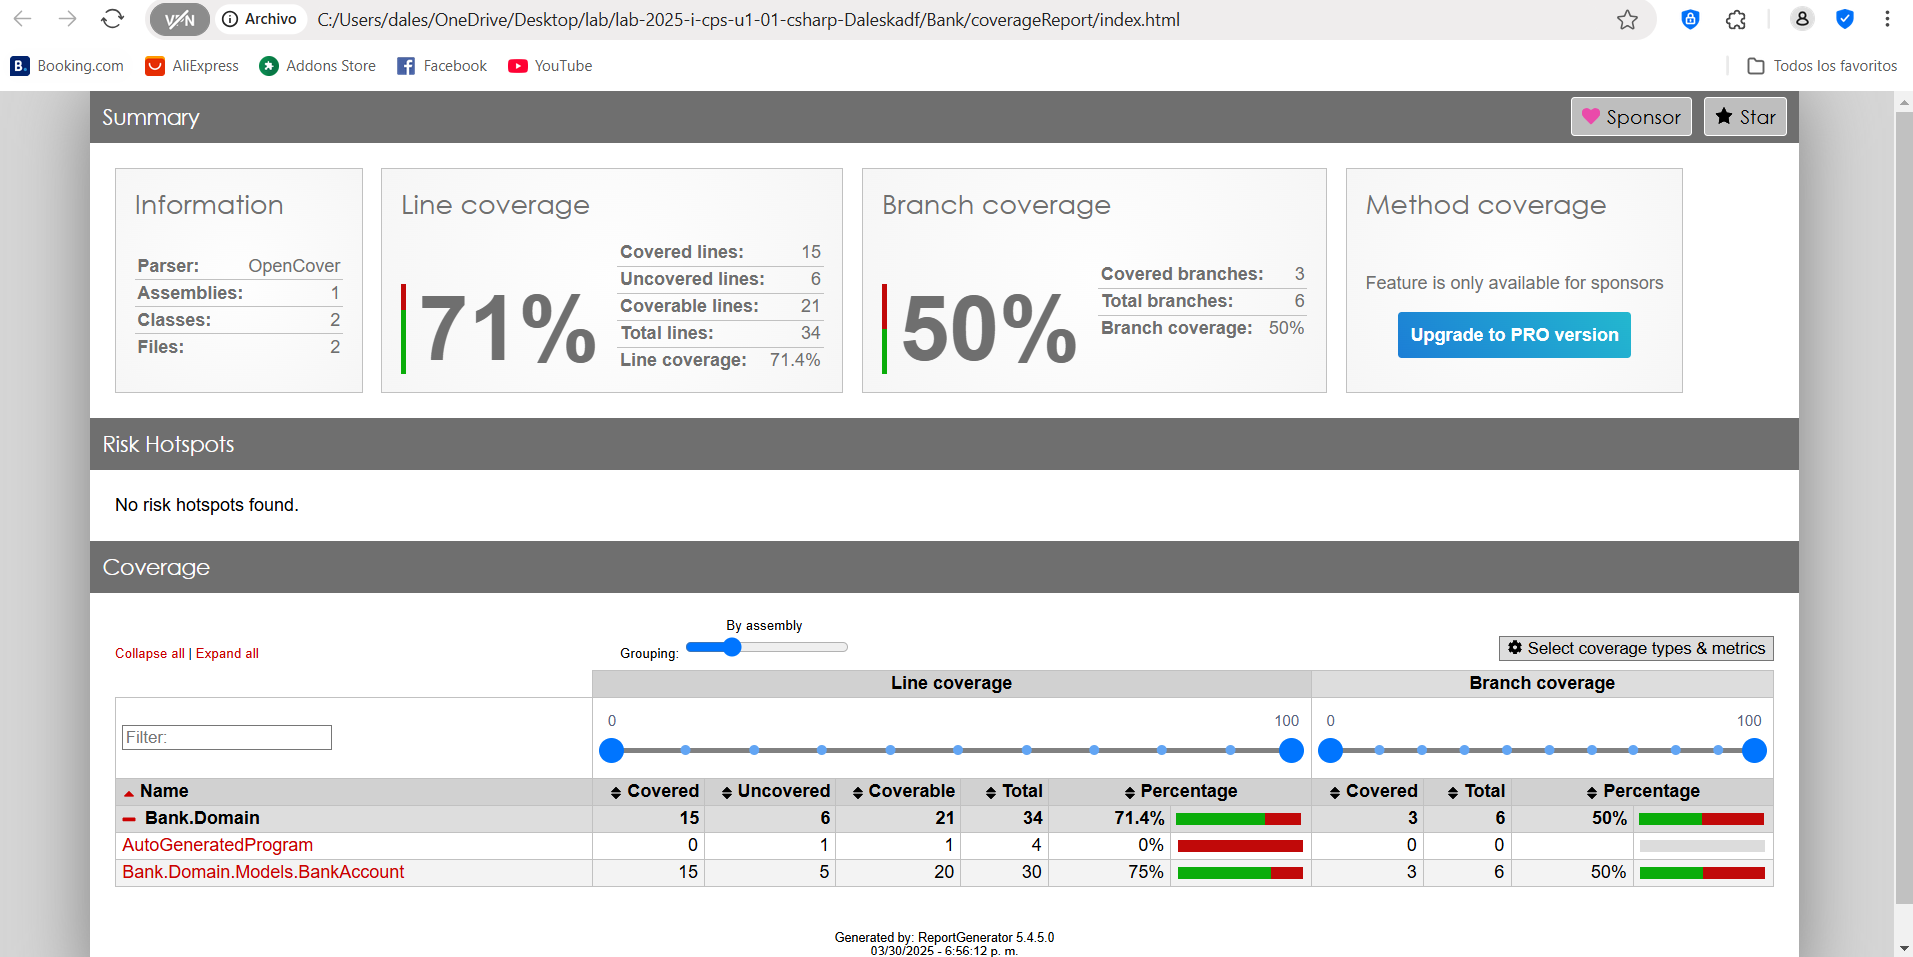 VPN Archivo C:/Users/dales/OneDrive/Desktop/lab/lab-2025-i-cps-u1-01-csharp-Daleskadf/Bank/coverageReport/index.html
B. Booking.com AliExpress Addons Store Facebook YouTube Todos los favoritos
Summary Sponsor Star
Information
Parser: OpenCover
Assemblies: 1
Classes: 2
Files: 2
Line coverage
71%
Covered lines: 15
Uncovered lines: 6
Coverable lines: 21
Total lines: 34
Line coverage: 71.4%
Branch coverage
50%
Covered branches: 3
Total branches: 6
Branch coverage: 50%
Method coverage
Feature is only available for sponsors
Upgrade to PRO version
Risk Hotspots
No risk hotspots found.
Coverage
By assembly
Collapse all | Expand all Grouping: Select coverage types & metrics
Line coverage Branch coverage
0 100 0 100
Filter:
Name Covered Uncovered Coverable Total Percentage Covered Total Percentage
Bank.Domain 15 6 21 34 71.4% 3 6 50%
AutoGeneratedProgram 0 1 1 4 0% 0 0
Bank.Domain.Models.BankAccount 15 5 20 30 75% 3 6 50%
Generated by: ReportGenerator 5.4.5.0
03/30/2025 - 6:56:12 p. m.